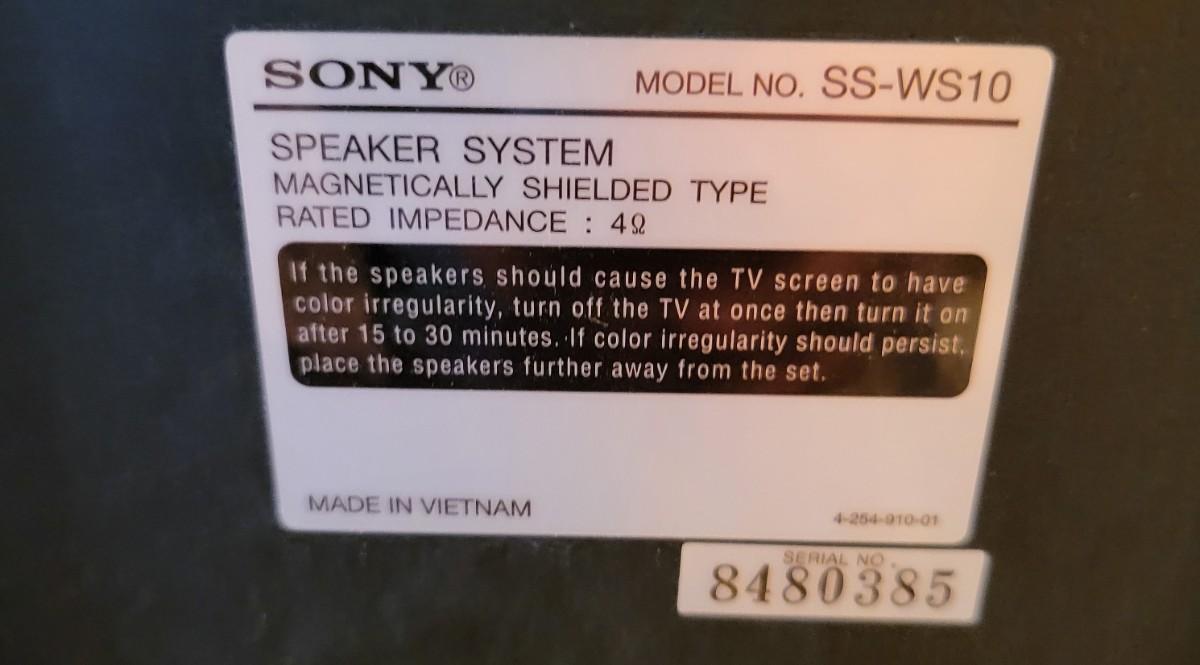 SONY®
MODEL NO. SS-WS10
SPEAKER SYSTEM
MAGNETICALLY SHIELDED TYPE
RATED IMPEDANCE : 4Ω
If the speakers should cause the TV screen to have
color irregularity, turn off the TV at once then turn it on
after 15 to 30 minutes. If color irregularity should persist,
place the speakers further away from the set.
MADE IN VIETNAM
4-254-910-01
SERIAL NO.
8480385